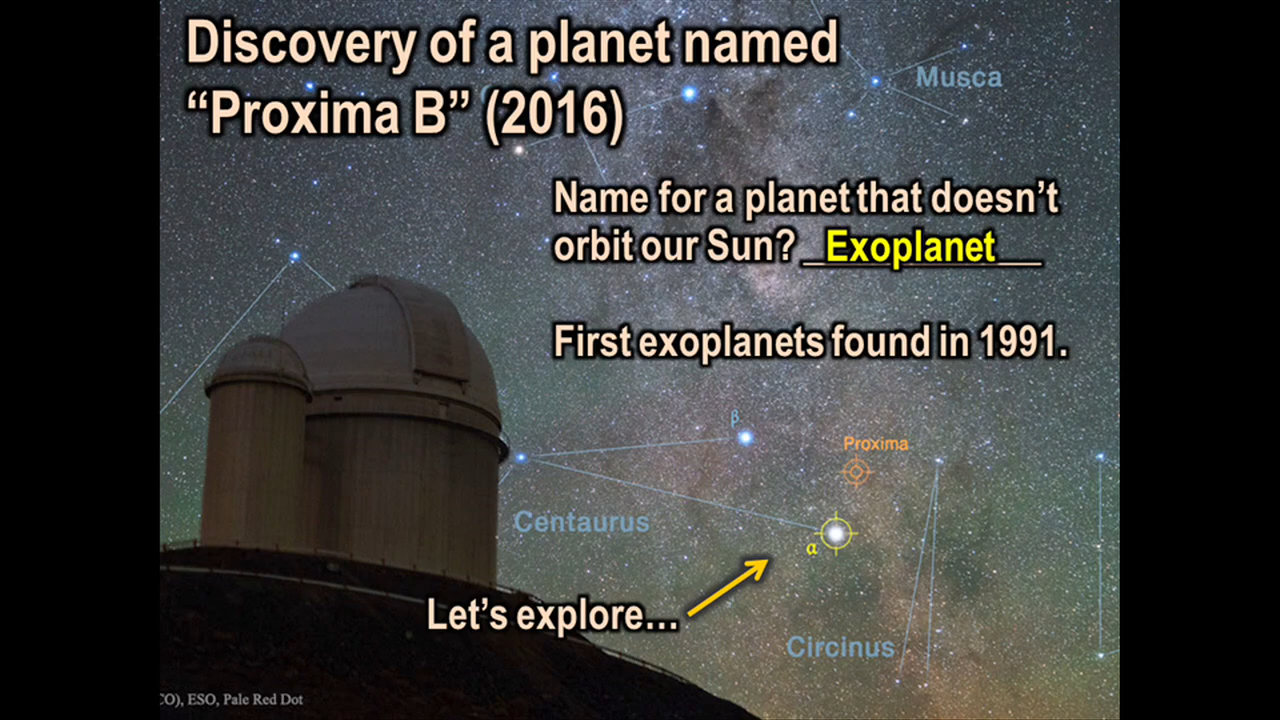 Discovery of a planet named
“Proxima B” (2016)
Musca
Name for a planet that doesn’t
orbit our Sun? _Exoplanet__
First exoplanets found in 1991.
β
Proxima
Centaurus
α
Let’s explore...
Circinus
CO), ESO, Pale Red Dot